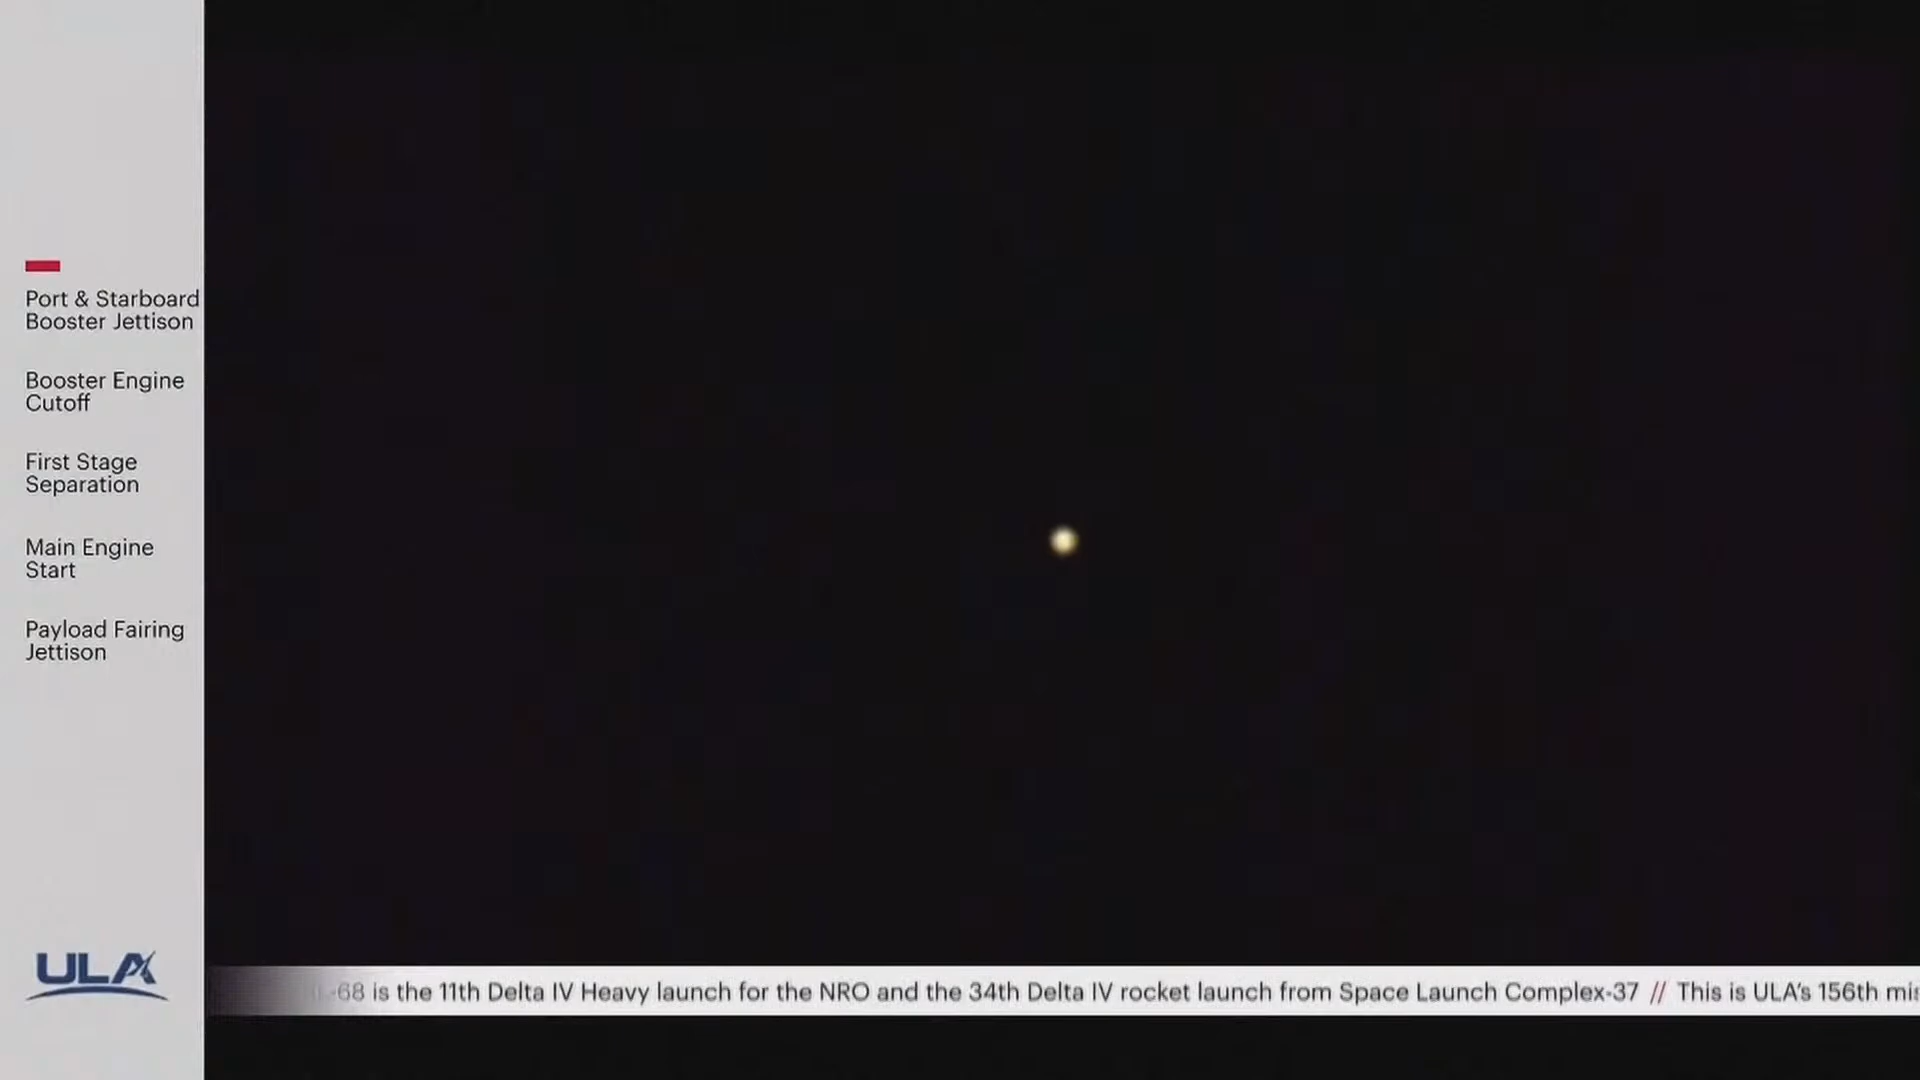 Port & Starboard
Booster Jettison
Booster Engine
Cutoff
First Stage
Separation
Main Engine
Start
Payload Fairing
Jettison
ULA
-68 is the 11th Delta IV Heavy launch for the NRO and the 34th Delta IV rocket launch from Space Launch Complex-37 // This is ULA's 156th